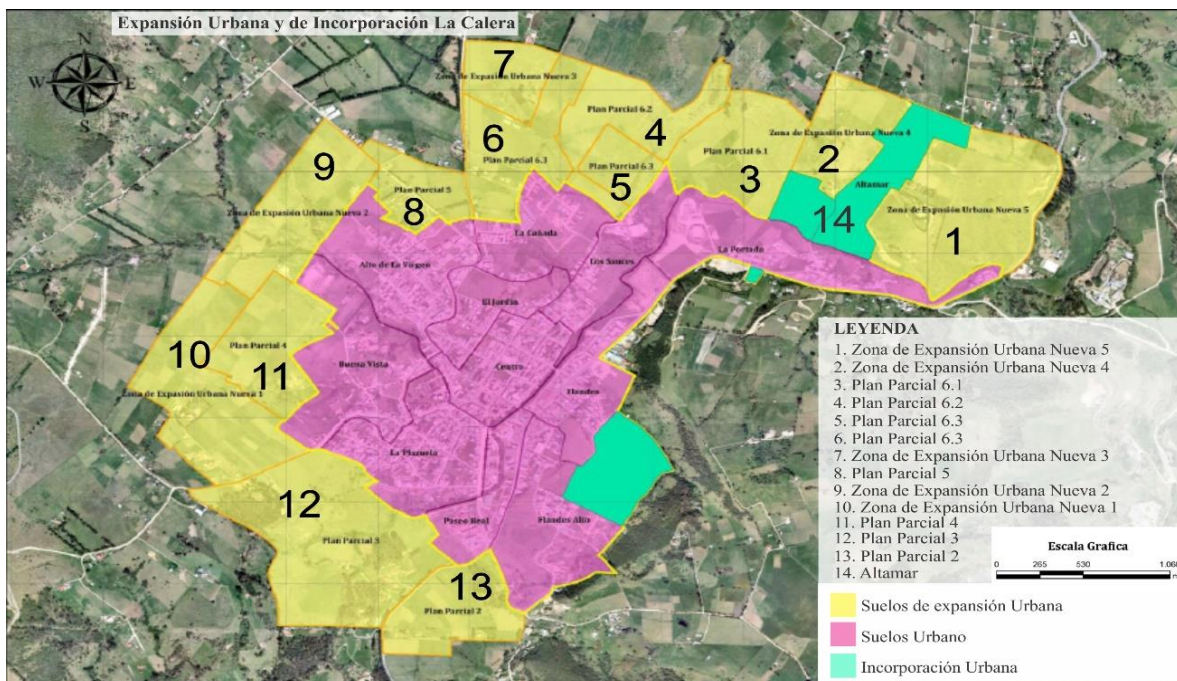 Expansión Urbana y de Incorporación La Calera
N
W E
S
7
Zona de Expasión Urbana Nueva 3
Plan Parcial 6.2
4
6
Plan Parcial 6.3
Plan Parcial 6.3
5
Plan Parcial 6.1
3
Zona de Expasión Urbana Nueva 4
2
Altamar
14
Zona de Expasión Urbana Nueva 5
1
9
Plan Parcial 5
8
Zona de Expasión Urbana Nueva 2
La Cañada
La Portada
Alto de La Virgen
Los Sauces
El Jardín
10
Plan Parcial 4
11
Zona de Expasión Urbana Nueva 1
Buena Vista
Centro
Flandes
La Plazuela
12
Plan Parcial 3
Paseo Real
Flandes Alto
13
Plan Parcial 2
LEYENDA
1. Zona de Expansión Urbana Nueva 5
2. Zona de Expansión Urbana Nueva 4
3. Plan Parcial 6.1
4. Plan Parcial 6.2
5. Plan Parcial 6.3
6. Plan Parcial 6.3
7. Zona de Expansión Urbana Nueva 3
8. Plan Parcial 5
9. Zona de Expansión Urbana Nueva 2
10. Zona de Expansión Urbana Nueva 1
11. Plan Parcial 4
12. Plan Parcial 3
13. Plan Parcial 2
14. Altamar
Escala Grafica
0 265 530
Suelos de expansión Urbana
Suelos Urbano
Incorporación Urbana